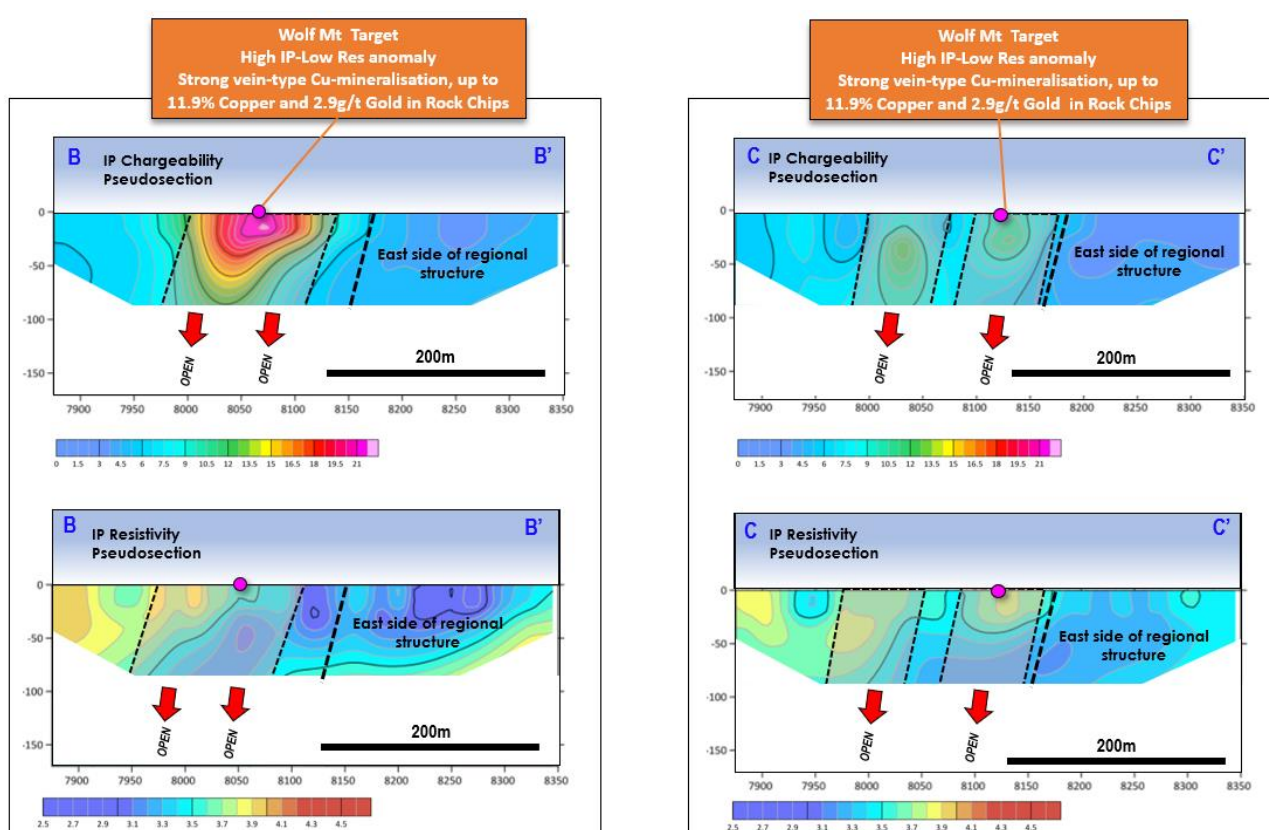 Wolf Mt Target
High IP-Low Res anomaly
Strong vein-type Cu-mineralisation, up to
11.9% Copper and 2.9g/t Gold in Rock Chips
B
IP Chargeability
Pseudosection
B'
0
-50
-100
-150
East side of regional
structure
OPEN
OPEN
200m
7900 7950 8000 8050 8100 8150 8200 8250 8300 8350
0 1.5 3 4.5 6 7.5 9 10.5 12 13.5 15 16.5 18 19.5 21
B
IP Resistivity
Pseudosection
B'
0
-50
-100
-150
East side of regional
structure
OPEN
OPEN
200m
7900 7950 8000 8050 8100 8150 8200 8250 8300 8350
2.5 2.7 2.9 3.1 3.3 3.5 3.7 3.9 4.1 4.3 4.5
Wolf Mt Target
High IP-Low Res anomaly
Strong vein-type Cu-mineralisation, up to
11.9% Copper and 2.9g/t Gold in Rock Chips
C
IP Chargeability
Pseudosection
C'
0
-50
-100
-150
East side of regional
structure
OPEN
OPEN
200m
7900 7950 8000 8050 8100 8150 8200 8250 8300 8350
0 1.5 3 4.5 6 7.5 9 10.5 12 13.5 15 16.5 18 19.5 21
C
IP Resistivity
Pseudosection
C'
0
-50
-100
-150
East side of regional
structure
OPEN
OPEN
200m
7900 7950 8000 8050 8100 8150 8200 8250 8300 8350
2.5 2.7 2.9 3.1 3.3 3.5 3.7 3.9 4.1 4.3 4.5